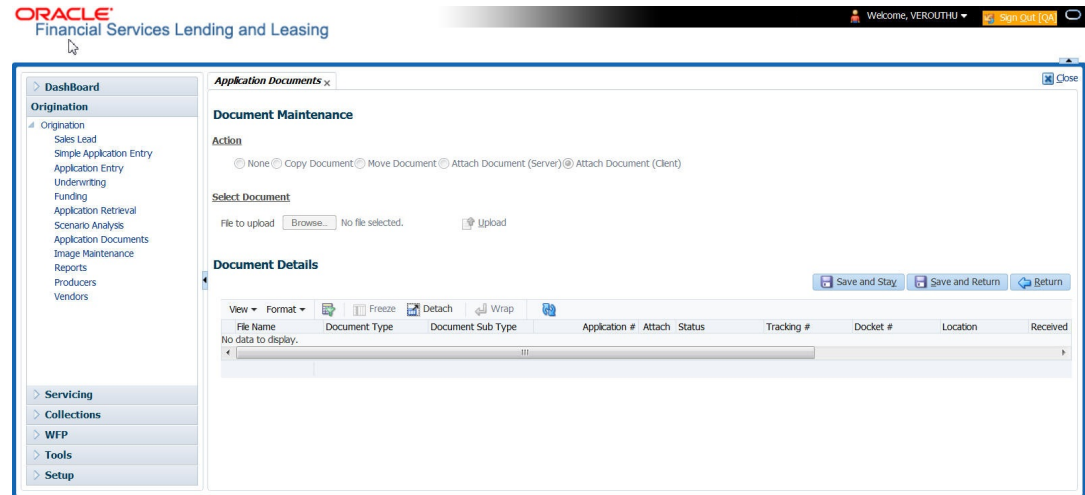 ORACLE
Financial Services Lending and Leasing
Welcome, VEROUTHU
Sign Out [QA]
DashBoard
Origination
Origination
Sales Lead
Simple Application Entry
Application Entry
Underwriting
Funding
Application Retrieval
Scenario Analysis
Application Documents
Image Maintenance
Reports
Producers
Vendors
Servicing
Collections
WFP
Tools
Setup
Application Documents
Close
Document Maintenance
Action
None Copy Document Move Document Attach Document (Server) Attach Document (Client)
Select Document
File to upload Browse... No file selected. Upload
Document Details
Save and Stay Save and Return Return
View Format Freeze Detach Wrap
File Name Document Type Document Sub Type Application # Attach Status Tracking # Docket # Location Received
No data to display.